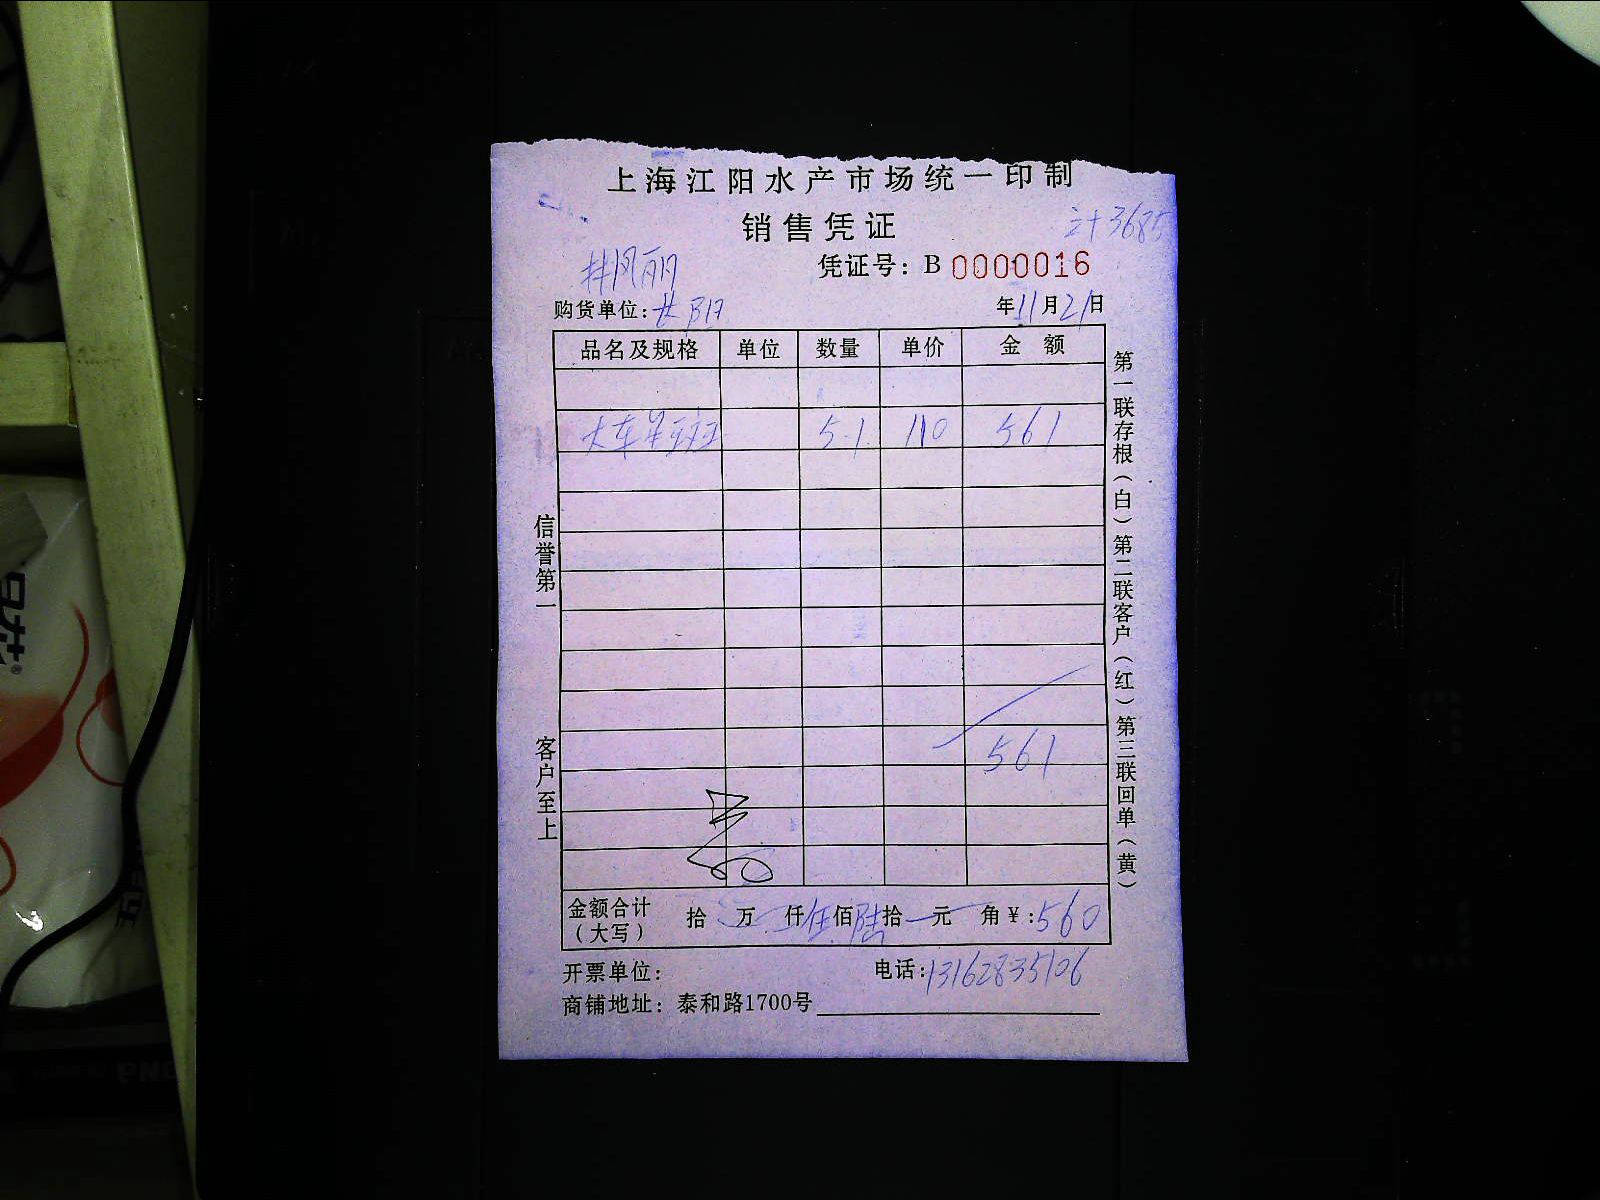 上海江阳水产市场统一印制
销售凭证
计3685
凭证号：B 0000016
购货单位：
年11月21日
品名及规格 单位 数量 单价 金额
5.1 110 561
561
金额合计（大写） 拾 万 仟伍佰陆拾 元 角 ￥：560
开票单位： 电话：13162835106
商铺地址：泰和路1700号
信誉第一
客户至上
第一联存根（白）第二联客户（红）第三联回单（黄）